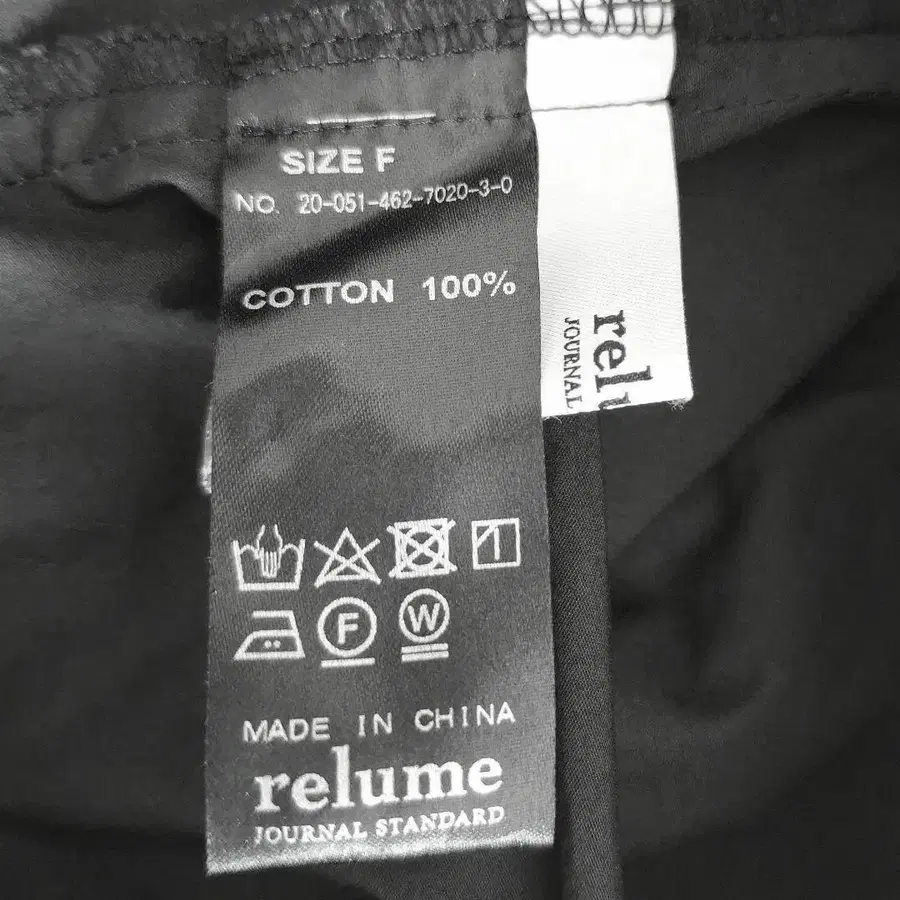 SIZE F
NO. 20-051-462-7020-3-0
COTTON 100%
F
W
MADE IN CHINA
relume
JOURNAL STANDARD
relu
JOURNAL